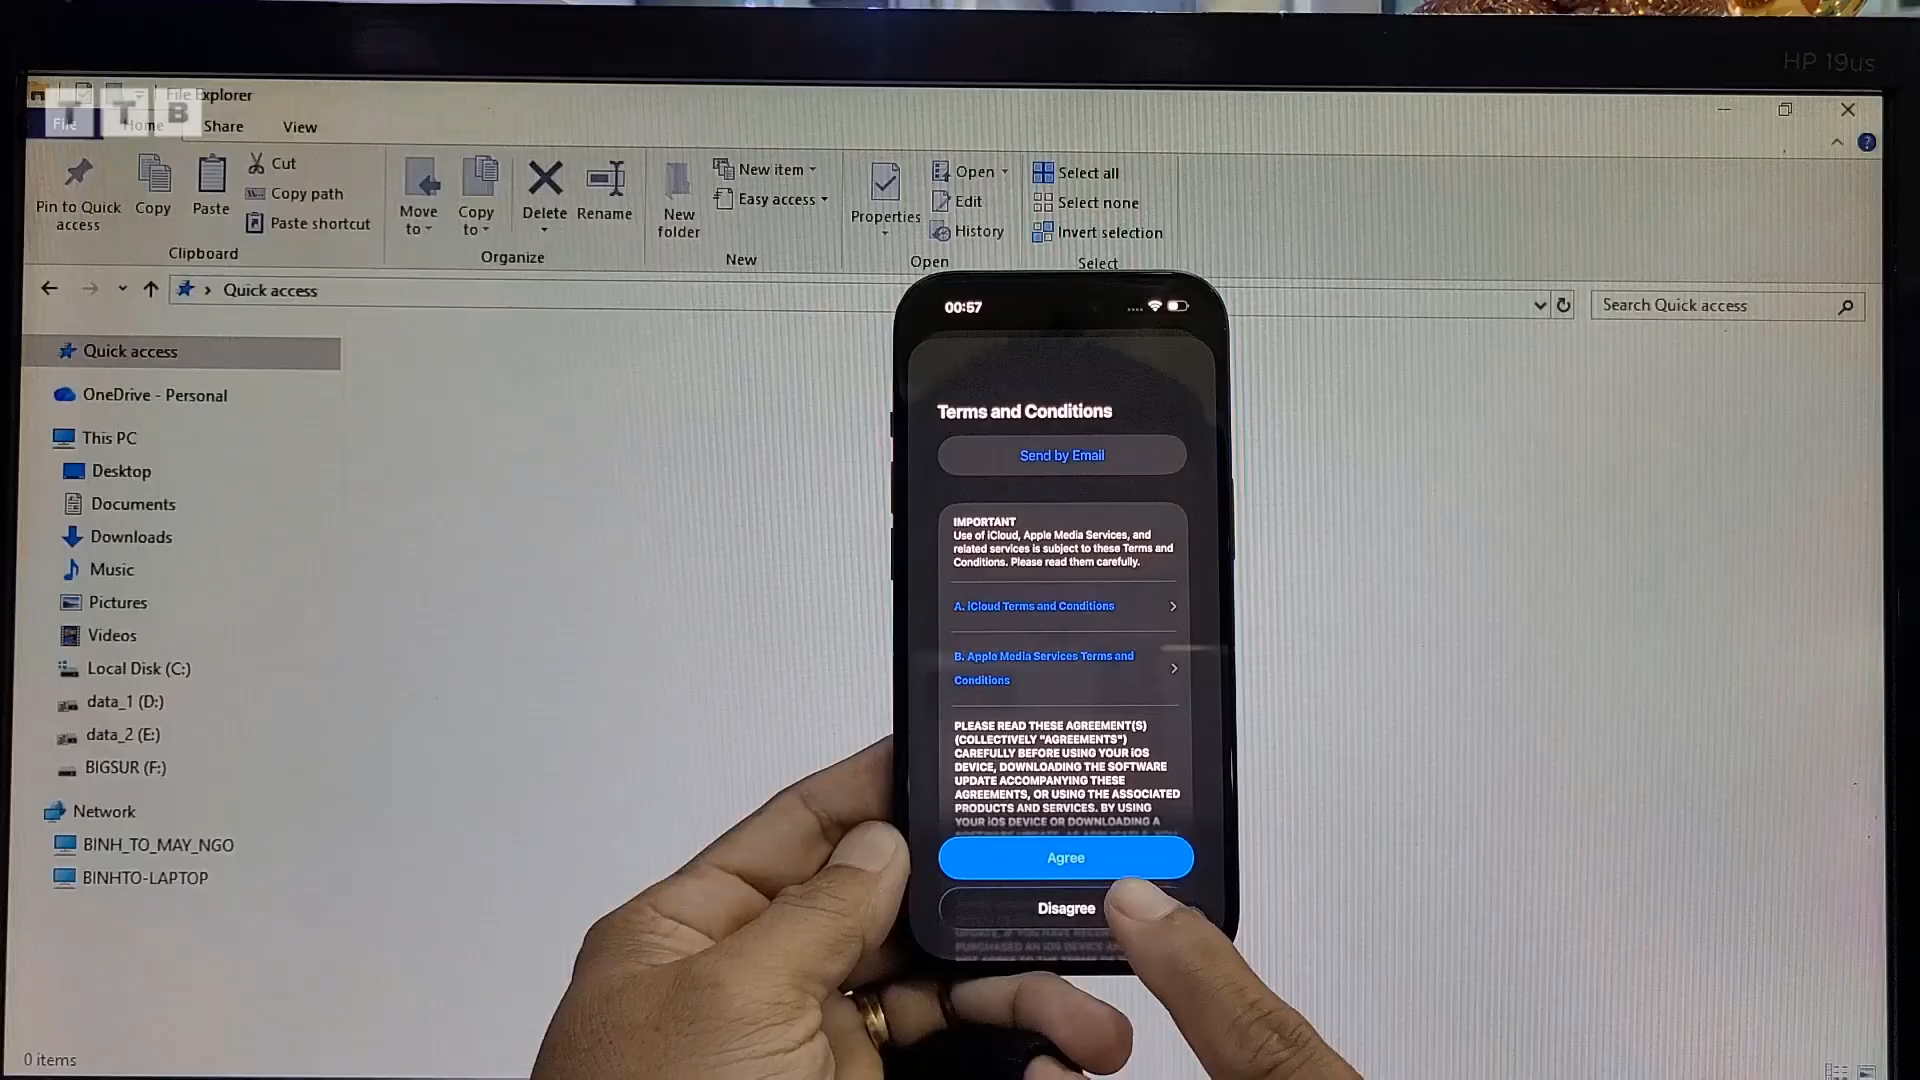 HP 19us
T T B
File Explorer
File
Home
Share
View
Pin to Quick
access
Copy
Paste
Cut
Copy path
Paste shortcut
Clipboard
Move
to
Copy
to
Delete
Rename
Organize
New
folder
New item
Easy access
New
Properties
Open
Edit
History
Open
Select all
Select none
Invert selection
Select
Quick access
Search Quick access
Quick access
OneDrive - Personal
This PC
Desktop
Documents
Downloads
Music
Pictures
Videos
Local Disk (C:)
data_1 (D:)
data_2 (E:)
BIGSUR (F:)
Network
BINH_TO_MAY_NGO
BINHTO-LAPTOP
0 items
00:57
Terms and Conditions
Send by Email
IMPORTANT
Use of iCloud, Apple Media Services, and
related services is subject to these Terms and
Conditions. Please read them carefully.
A. iCloud Terms and Conditions
B. Apple Media Services Terms and
Conditions
PLEASE READ THESE AGREEMENT(S)
(COLLECTIVELY "AGREEMENTS")
CAREFULLY BEFORE USING YOUR iOS
DEVICE, DOWNLOADING THE SOFTWARE
UPDATE ACCOMPANYING THESE
AGREEMENTS, OR USING THE ASSOCIATED
PRODUCTS AND SERVICES. BY USING
YOUR iOS DEVICE OR DOWNLOADING A
Agree
Disagree